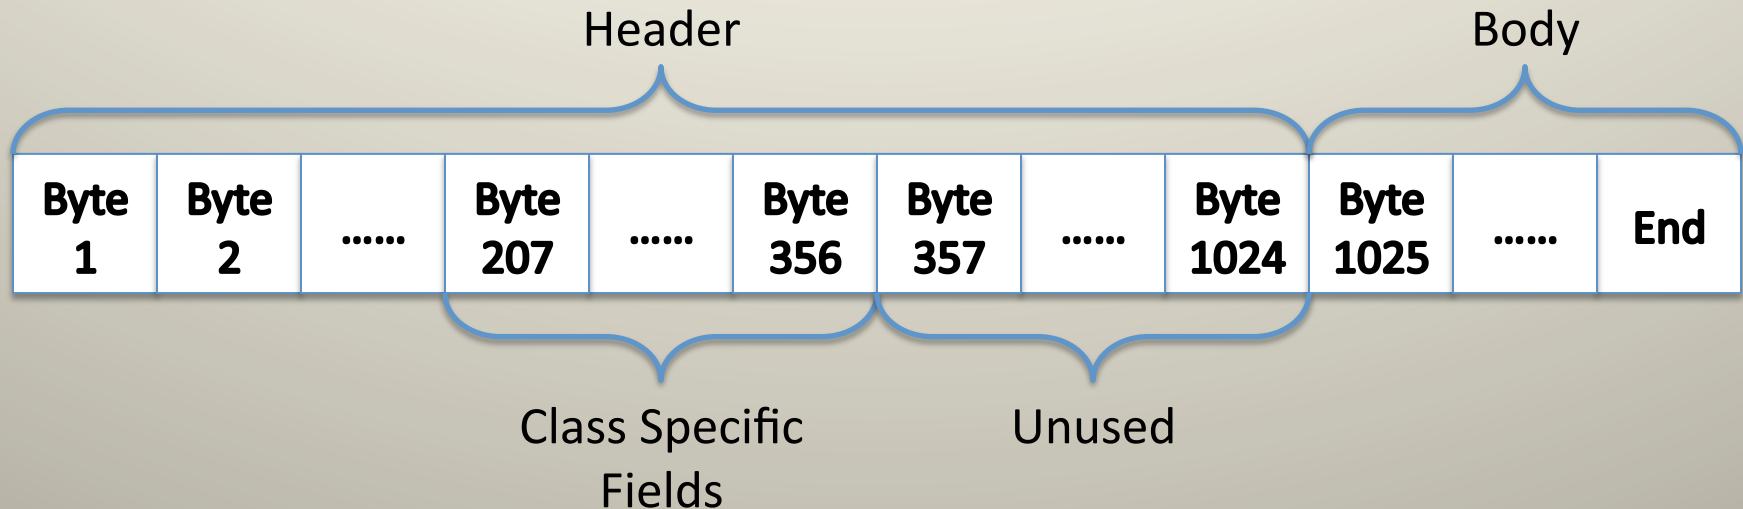 Header
Body
Byte 1
Byte 2
......
Byte 207
......
Byte 356
Byte 357
......
Byte 1024
Byte 1025
......
End
Class Specific
Fields
Unused